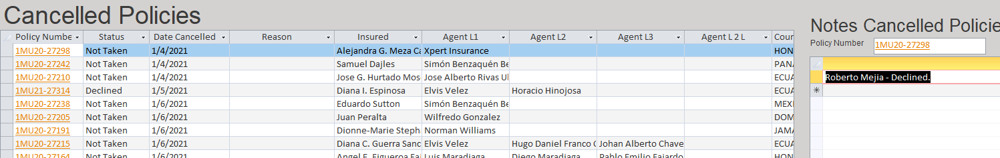 Cancelled Policies
Policy Numbe Status Date Cancelled Reason Insured Agent L1 Agent L2 Agent L3 Agent L 2 L Cour
1MU20-27298 Not Taken 1/4/2021 Alejandra G. Meza Ca Xpert Insurance HON
1MU20-27242 Not Taken 1/4/2021 Samuel Dajles Simón Benzaquén Be PANA
1MU20-27210 Not Taken 1/4/2021 Jose G. Hurtado Mos Jose Alberto Rivas Ul ECUA
1MU21-27314 Declined 1/5/2021 Diana I. Espinosa Elvis Velez Horacio Hinojosa ECUA
1MU20-27238 Not Taken 1/6/2021 Eduardo Sutton Simón Benzaquén Be MEXI
1MU20-27205 Not Taken 1/6/2021 Juan Peralta Wilfredo Gonzalez DOM
1MU20-27191 Not Taken 1/6/2021 Dionne-Marie Steph Norman Williams JAMA
1MU20-27215 Not Taken 1/6/2021 Diana C. Guerra Sanc Elvis Velez Hugo Daniel Franco C Johan Alberto Chave ECUA
1MU20-27164 Not Taken 1/6/2021 Angel F. Figueroa Fai Luis Maradiaga Diego Maradiaga Pablo Emilio Fajardo HON
Notes Cancelled Policie
Policy Number 1MU20-27298
Roberto Mejia - Declined.